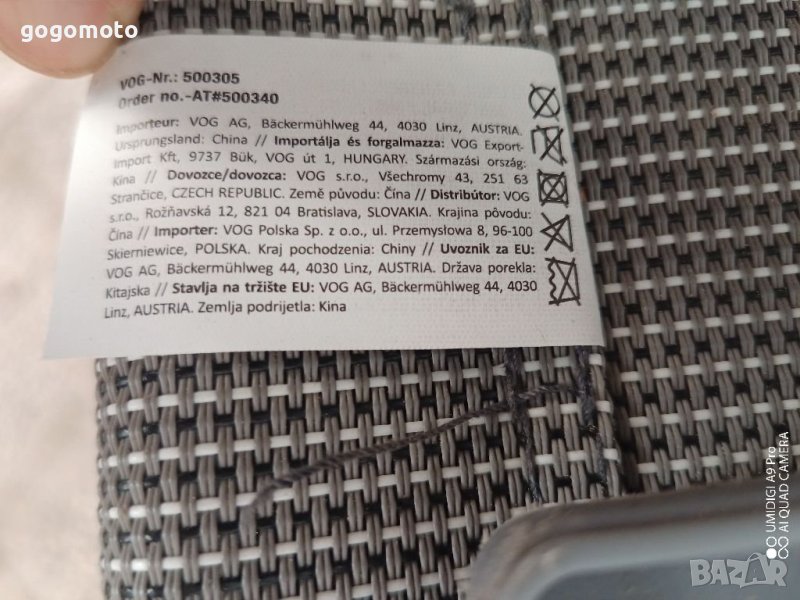 gogomoto
VOG-Nr.: 500305
Order no.-AT#500340
Importeur: VOG AG, Bäckermühlweg 44, 4030 Linz, AUSTRIA.
Ursprungsland: China // Importálja és forgalmazza: VOG Export-
Import Kft, 9737 Bük, VOG út 1, HUNGARY. Származási ország:
Kína // Dovozce/dovozca: VOG s.r.o., Všechromy 43, 251 63
Strančice, CZECH REPUBLIC. Země původu: Čína // Distribútor: VOG
s.r.o., Rožňavská 12, 821 04 Bratislava, SLOVAKIA. Krajina pôvodu:
Čína // Importer: VOG Polska Sp. z o.o., ul. Przemysłowa 8, 96-100
Skierniewice, POLSKA. Kraj pochodzenia: Chiny // Uvoznik za EU:
VOG AG, Bäckermühlweg 44, 4030 Linz, AUSTRIA. Država porekla:
Kitajska // Stavlja na tržište EU: VOG AG, Bäckermühlweg 44, 4030
Linz, AUSTRIA. Zemlja podrijetla: Kina
UMIDIGI A9 Pro
AI QUAD CAMERA
BAZAR